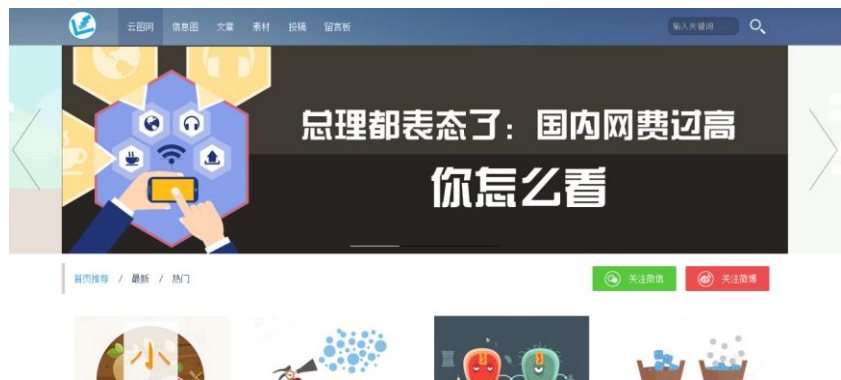 云图网 信息图 文章 素材 投稿 留言板
输入关键词
总理都表态了：国内网费过高
你怎么看
首页推荐 / 最新 / 热门
关注微信
关注微博
小